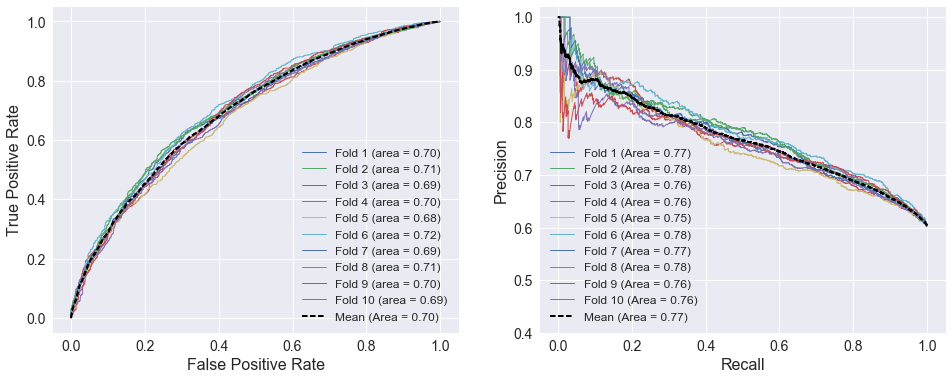 1.0
0.8
0.6
0.4
0.2
0.0
True Positive Rate
Fold 1 (area = 0.70)
Fold 2 (area = 0.71)
Fold 3 (area = 0.69)
Fold 4 (area = 0.70)
Fold 5 (area = 0.68)
Fold 6 (area = 0.72)
Fold 7 (area = 0.69)
Fold 8 (area = 0.71)
Fold 9 (area = 0.70)
Fold 10 (area = 0.69)
Mean (Area = 0.70)
0.0 0.2 0.4 0.6 0.8 1.0
False Positive Rate
1.0
0.9
0.8
0.7
0.6
0.5
0.4
Precision
Fold 1 (Area = 0.77)
Fold 2 (Area = 0.78)
Fold 3 (Area = 0.76)
Fold 4 (Area = 0.76)
Fold 5 (Area = 0.75)
Fold 6 (Area = 0.78)
Fold 7 (Area = 0.77)
Fold 8 (Area = 0.78)
Fold 9 (Area = 0.76)
Fold 10 (Area = 0.76)
Mean (Area = 0.77)
0.0 0.2 0.4 0.6 0.8 1.0
Recall